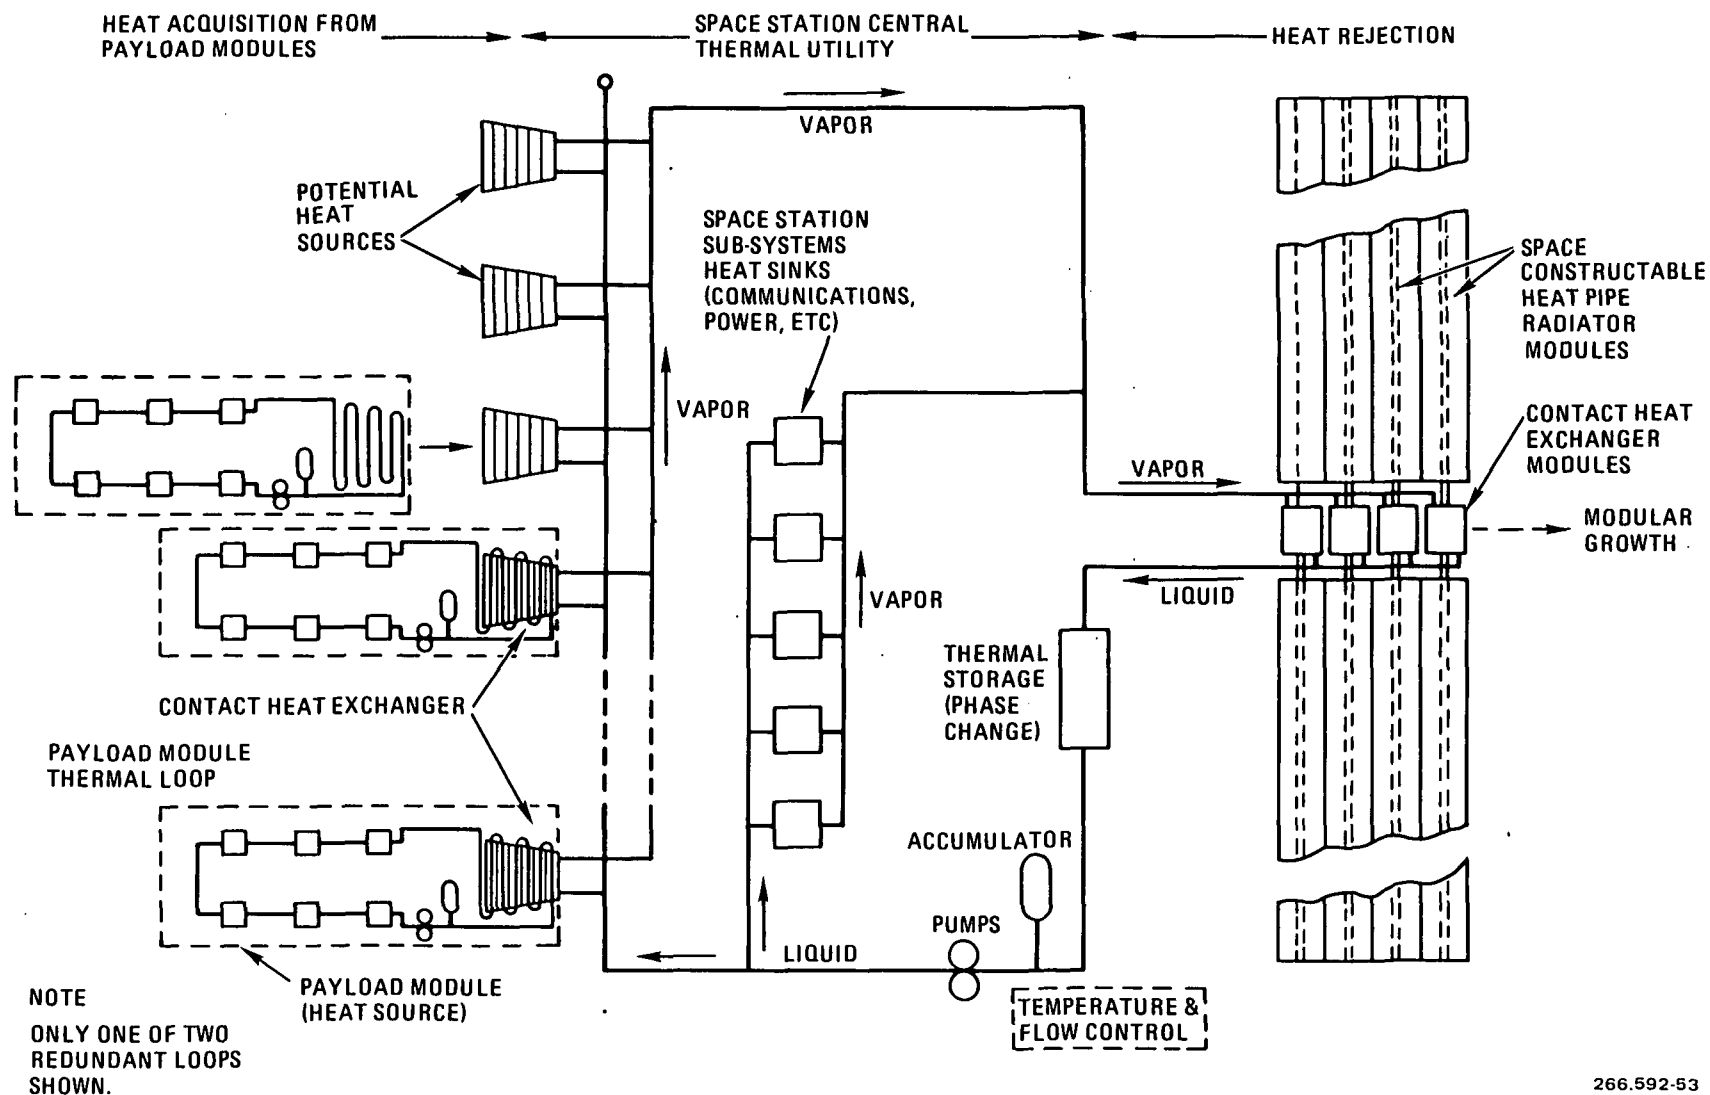 HEAT ACQUISITION FROM
PAYLOAD MODULES
SPACE STATION CENTRAL
THERMAL UTILITY
HEAT REJECTION
VAPOR
POTENTIAL
HEAT
SOURCES
SPACE STATION
SUB-SYSTEMS
HEAT SINKS
(COMMUNICATIONS,
POWER, ETC)
SPACE
CONSTRUCTABLE
HEAT PIPE
RADIATOR
MODULES
VAPOR
CONTACT HEAT
EXCHANGER
MODULES
VAPOR
MODULAR
GROWTH
LIQUID
VAPOR
THERMAL
STORAGE
(PHASE
CHANGE)
CONTACT HEAT EXCHANGER
PAYLOAD MODULE
THERMAL LOOP
ACCUMULATOR
PUMPS
LIQUID
PAYLOAD MODULE
(HEAT SOURCE)
TEMPERATURE &
FLOW CONTROL
NOTE
ONLY ONE OF TWO
REDUNDANT LOOPS
SHOWN.
266.592-53